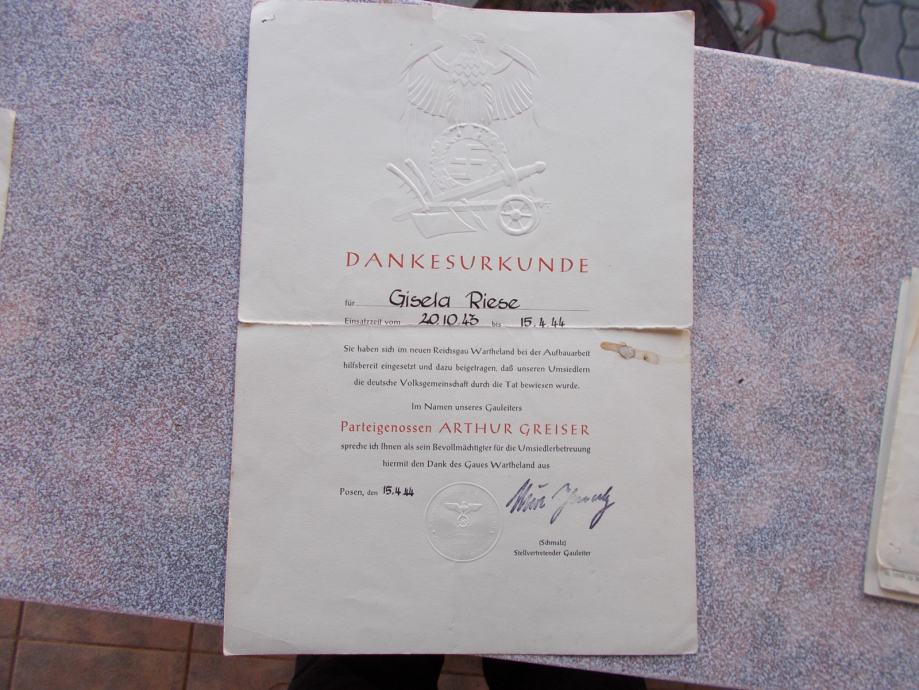 DANKESURKUNDE
für Gisela Riese
Einsatzzeit vom 20.10.43 bis 15.4.44
Sie haben sich im neuen Reichsgau Wartheland bei der Aufbauarbeit
hilfsbereit eingesetzt und dazu beigetragen, daß unseren Umsiedlern
die deutsche Volksgemeinschaft durch die Tat bewiesen wurde.
Im Namen unseres Gauleiters
Parteigenossen ARTHUR GREISER
spreche ich Ihnen als sein Bevollmächtigter für die Umsiedlerbetreuung
hiermit den Dank des Gaues Wartheland aus
Posen, den 15.4.44
(Schmalz)
Stellvertretender Gauleiter